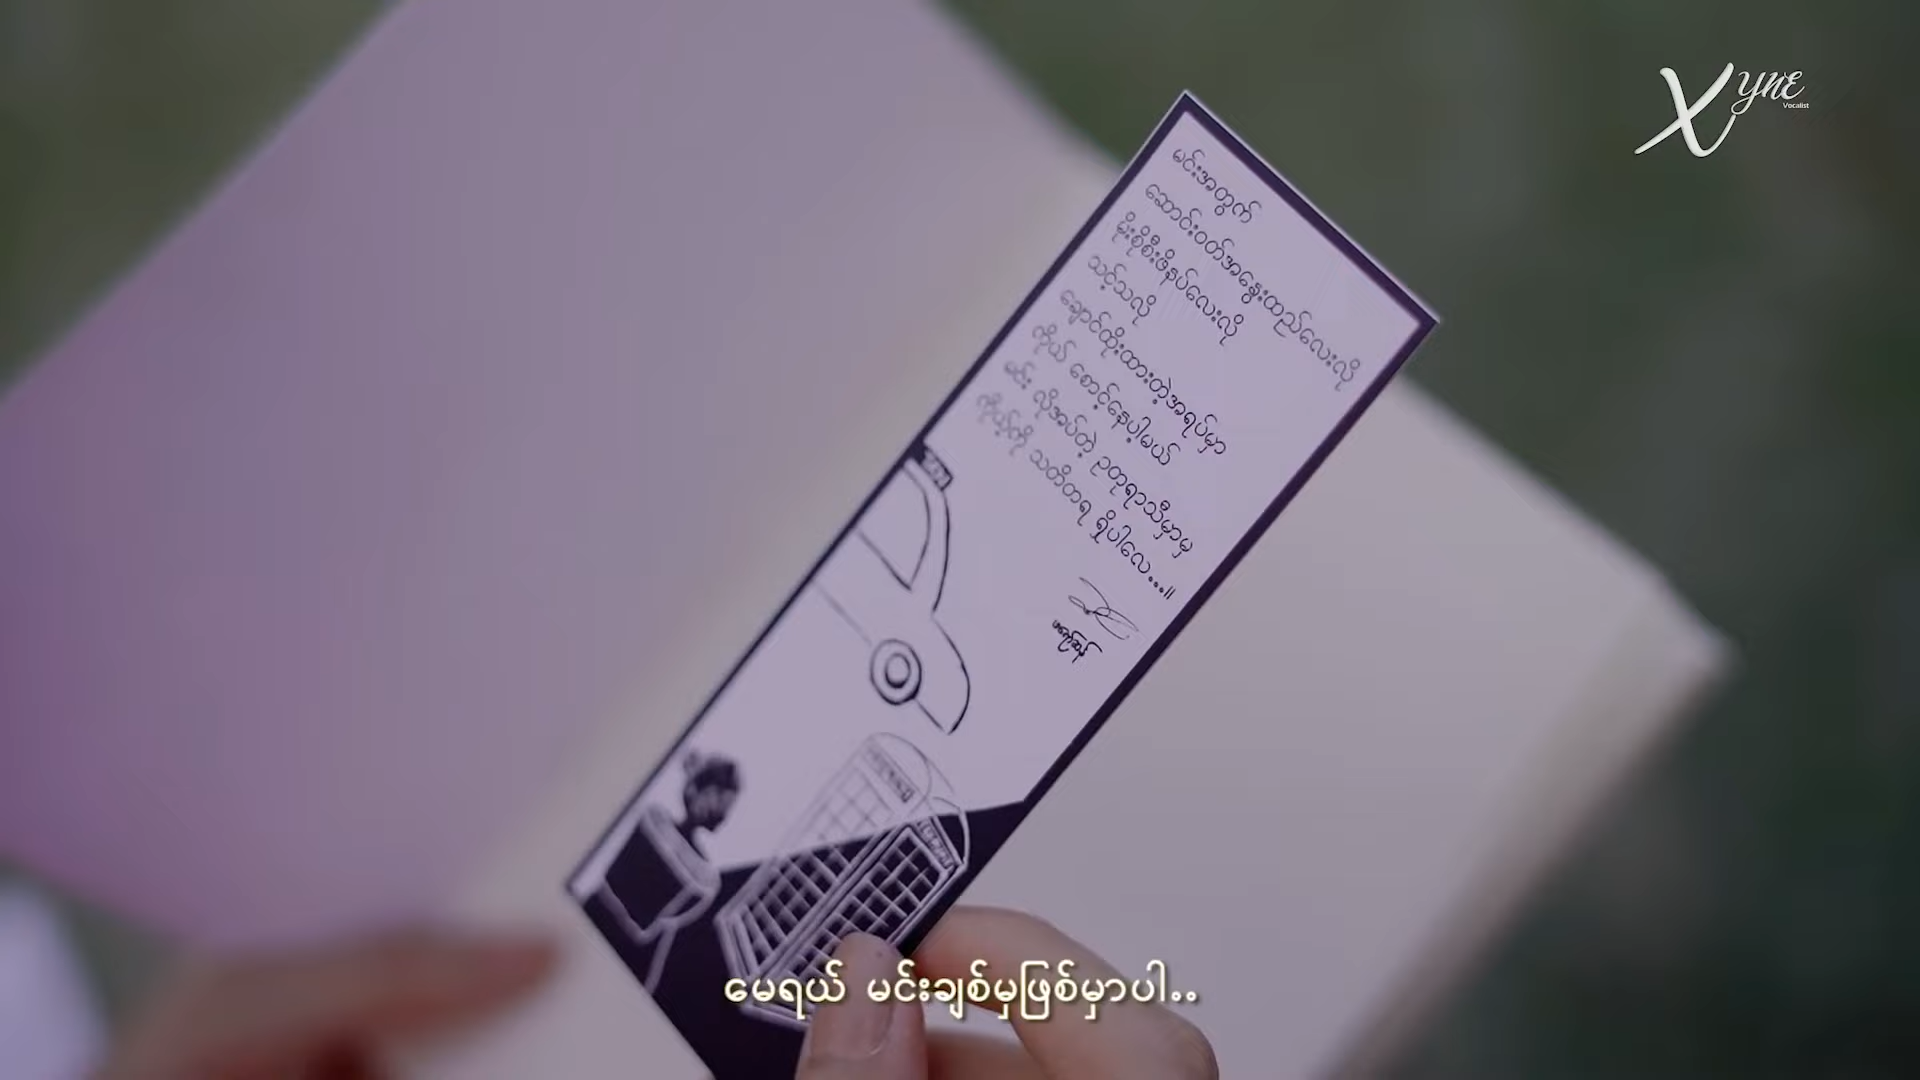 Xyne
Vocalist
မင်းအတွက်
ဆောင်းဝတ်အနွေးထည်လေးလို
မိုးစိုစီးဖိနပ်လေးလို
သင့်သလို
ချောင်ထိုးထားတဲ့အရပ်မှာ
ကိုယ် စောင့်နေပါ့မယ်
မင်း လိုအပ်တဲ့ ဥတုရာသီမှာမှ
ကိုယ့်ကို သတိတရ ရှိပါလေ...။
မေရယ် မင်းချစ်မှဖြစ်မှာပါ..